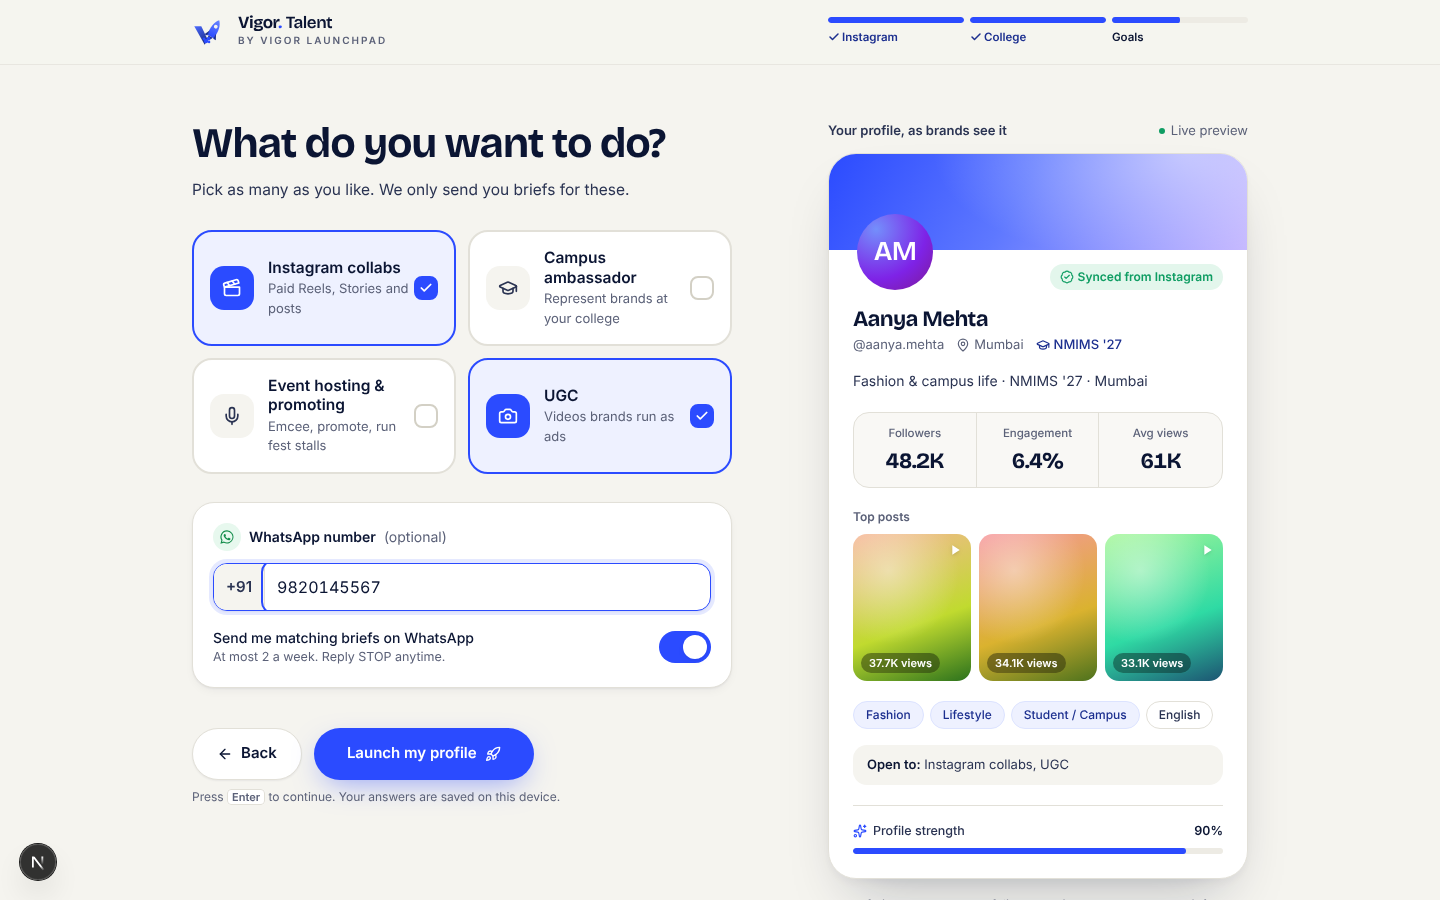 Vigor. Talent
BY VIGOR LAUNCHPAD
Instagram
College
Goals
What do you want to do?
Pick as many as you like. We only send you briefs for these.
Instagram collabs
Paid Reels, Stories and
posts
Campus
ambassador
Represent brands at
your college
Event hosting &
promoting
Emcee, promote, run
fest stalls
UGC
Videos brands run as
ads
WhatsApp number (optional)
+91 9820145567
Send me matching briefs on WhatsApp
At most 2 a week. Reply STOP anytime.
Back
Launch my profile
Press Enter to continue. Your answers are saved on this device.
N
Your profile, as brands see it
Live preview
AM
Synced from Instagram
Aanya Mehta
@aanya.mehta Mumbai NMIMS '27
Fashion & campus life · NMIMS '27 · Mumbai
Followers Engagement Avg views
48.2K 6.4% 61K
Top posts
37.7K views 34.1K views 33.1K views
Fashion Lifestyle Student / Campus English
Open to: Instagram collabs, UGC
Profile strength 90%